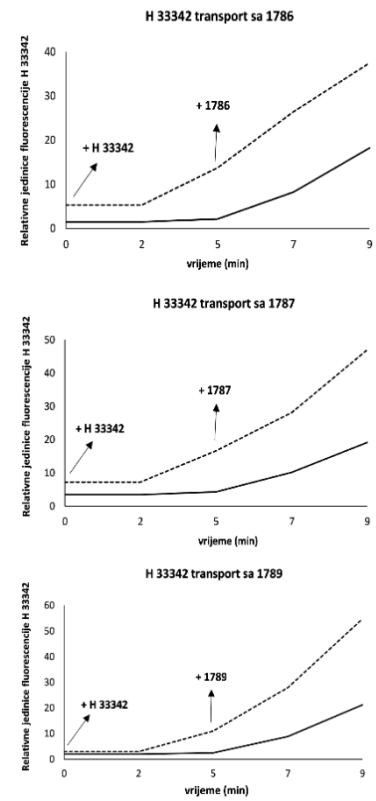 H 33342 transport sa 1786
Relativne jedinice fluorescencije H 33342
40
30
20
10
0
+ H 33342
+ 1786
0 2 5 7 9
vrijeme (min)
H 33342 transport sa 1787
Relativne jedinice fluorescencije H 33342
50
40
30
20
10
0
+ H 33342
+ 1787
0 2 5 7 9
vrijeme (min)
H 33342 transport sa 1789
Relativne jedinice fluorescencije H 33342
60
50
40
30
20
10
0
+ H 33342
+ 1789
0 2 5 7 9
vrijeme (min)